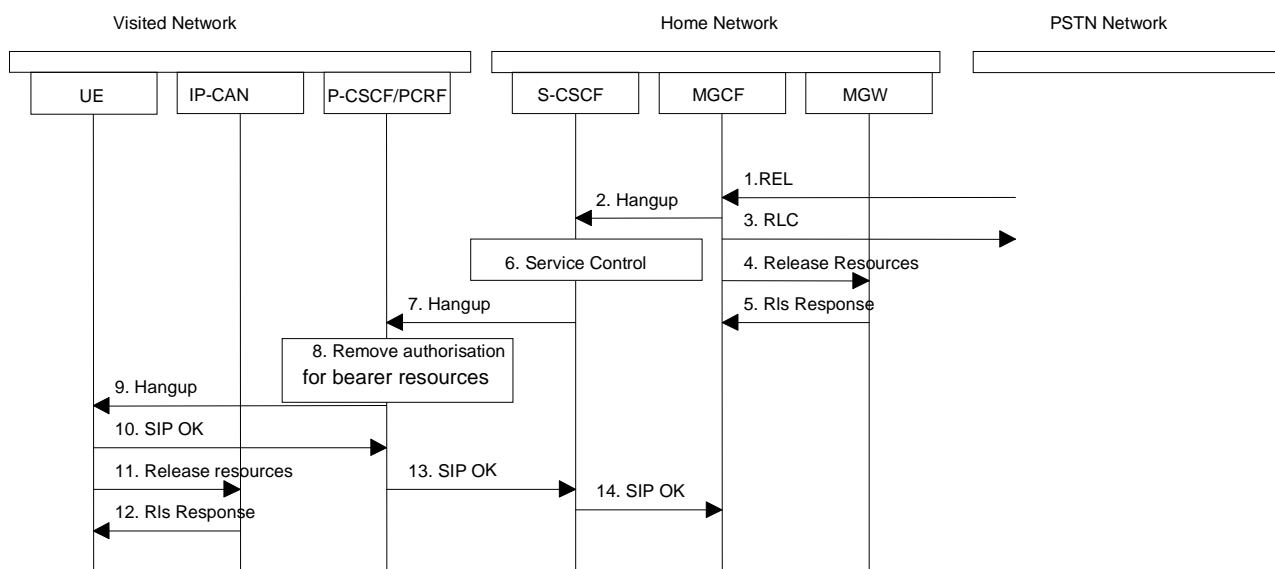 Visited Network
Home Network
PSTN Network
UE
IP-CAN
P-CSCF/PCRF
S-CSCF
MGCF
MGW
1.REL
2. Hangup
3. RLC
6. Service Control
4. Release Resources
7. Hangup
5. Rls Response
8. Remove authorisation
for bearer resources
9. Hangup
10. SIP OK
11. Release resources
13. SIP OK
14. SIP OK
12. Rls Response